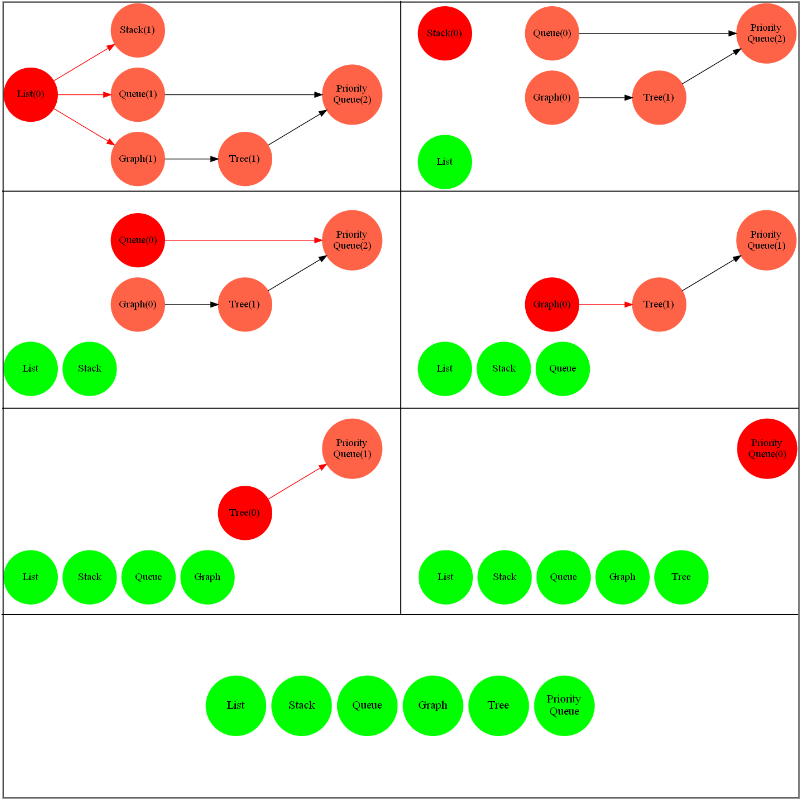 Stack(1)
List(0)
Queue(1)
Priority
Queue(2)
Graph(1)
Tree(1)
Stack(0)
Queue(0)
Priority
Queue(2)
Graph(0)
Tree(1)
List
Queue(0)
Priority
Queue(2)
Graph(0)
Tree(1)
List
Stack
Priority
Queue(1)
Graph(0)
Tree(1)
List
Stack
Queue
Priority
Queue(1)
Tree(0)
List
Stack
Queue
Graph
Priority
Queue(0)
List
Stack
Queue
Graph
Tree
List
Stack
Queue
Graph
Tree
Priority
Queue